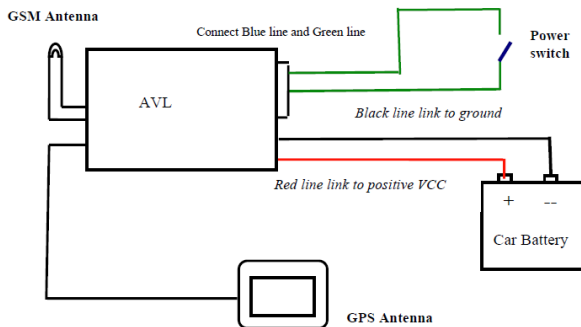 GSM Antenna
Connect Blue line and Green line
Power
switch
AVL
Black line link to ground
Red line link to positive VCC
+ --
Car Battery
GPS Antenna